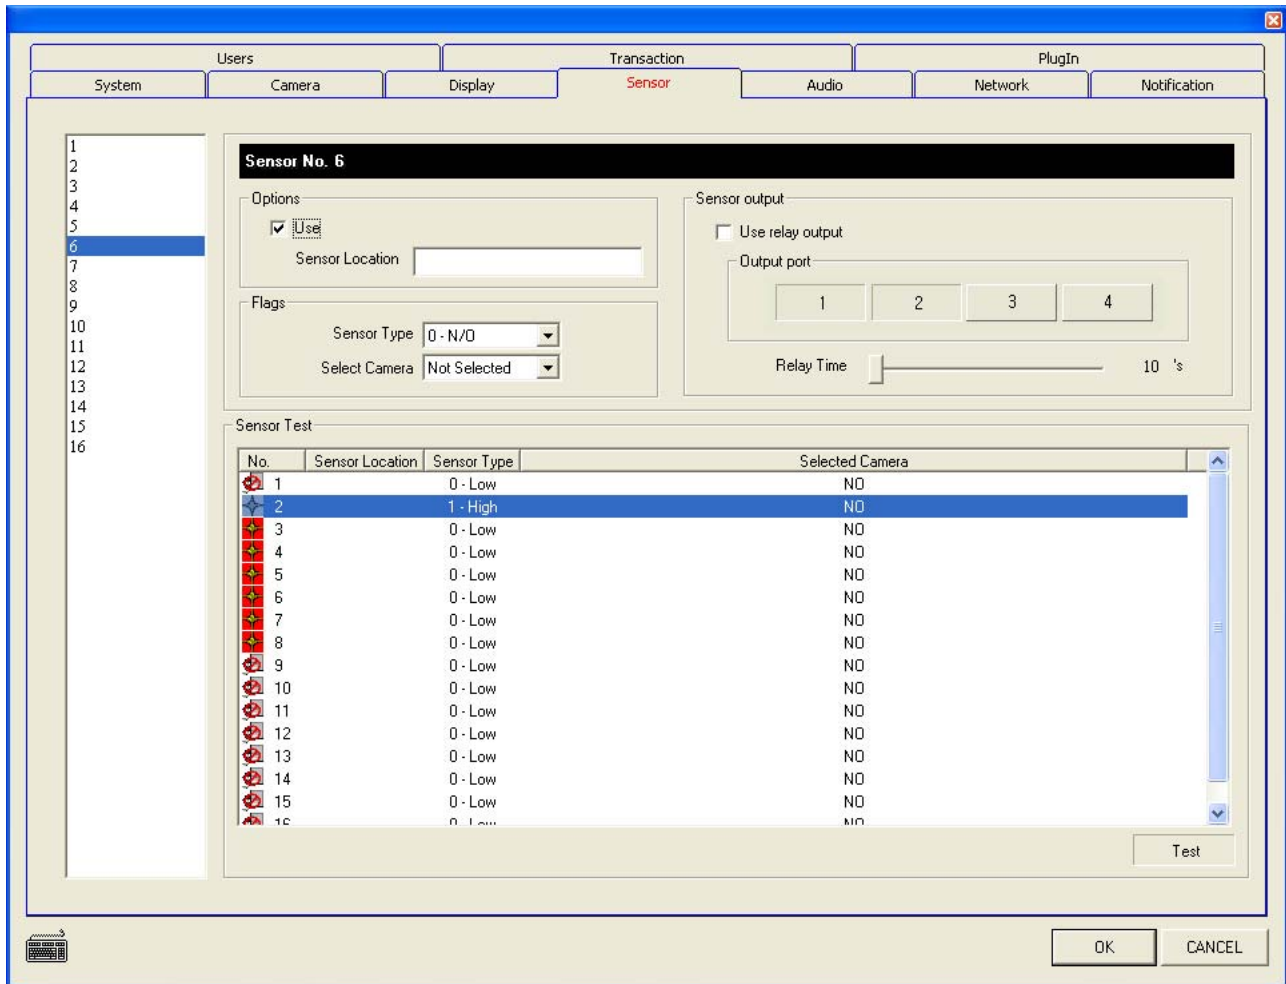 Users Transaction PlugIn
System Camera Display Sensor Audio Network Notification
1
2
3
4
5
6
7
8
9
10
11
12
13
14
15
16
Sensor No. 6
Options
Use
Sensor Location
Flags
Sensor Type 0 - N/O
Select Camera Not Selected
Sensor output
Use relay output
Output port
1 2 3 4
Relay Time 10 's
Sensor Test
No. Sensor Location Sensor Type Selected Camera
1 0 - Low NO
2 1 - High NO
3 0 - Low NO
4 0 - Low NO
5 0 - Low NO
6 0 - Low NO
7 0 - Low NO
8 0 - Low NO
9 0 - Low NO
10 0 - Low NO
11 0 - Low NO
12 0 - Low NO
13 0 - Low NO
14 0 - Low NO
15 0 - Low NO
16 0 - Low NO
Test
OK CANCEL